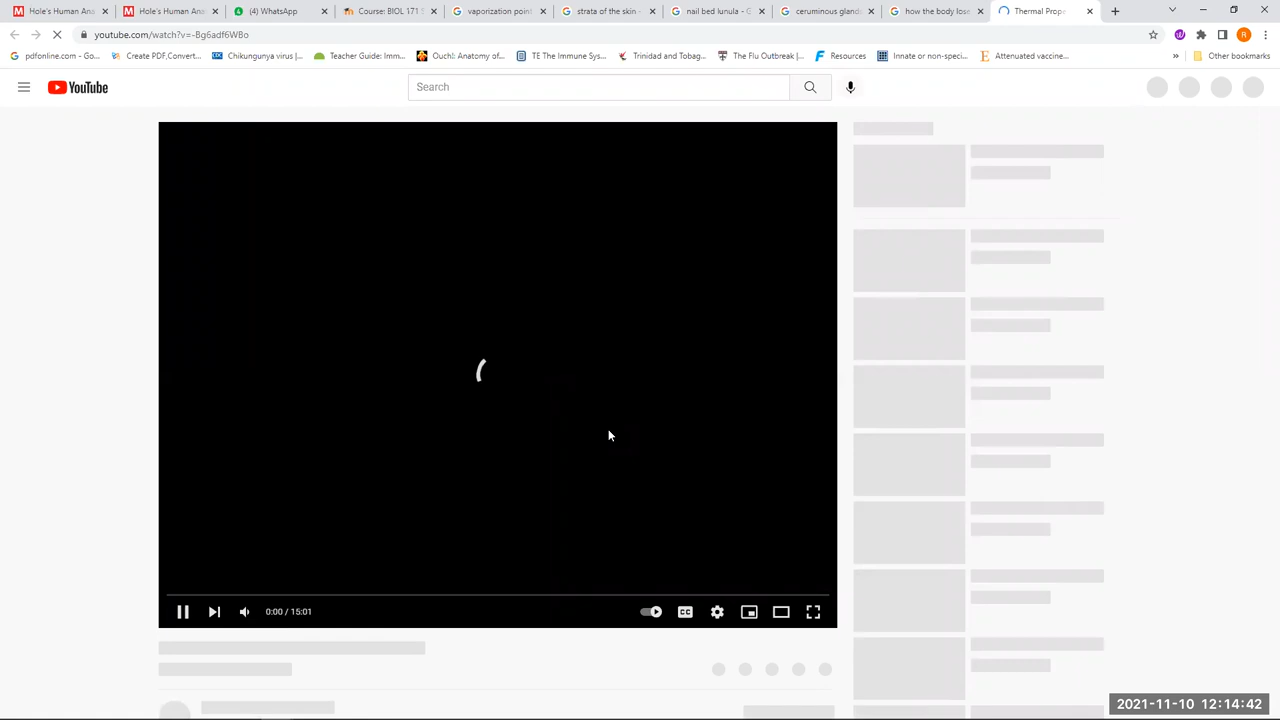 Hole's Human Ana
Hole's Human Ana
(4) WhatsApp
Course: BIOL 171 S
vaporization point
strata of the skin -
nail bed lunula - G
ceruminous glands
how the body lose
Thermal Prope
youtube.com/watch?v=-Bg6adf6WBo
pdfonline.com - Go...
Create PDF,Convert...
Chikungunya virus |...
Teacher Guide: Imm...
Ouch!: Anatomy of...
TE The Immune Sys...
Trinidad and Tobag...
The Flu Outbreak |...
Resources
Innate or non-speci...
Attenuated vaccine...
»
Other bookmarks
YouTube
Search
0:00 / 15:01
CC
2021-11-10 12:14:42